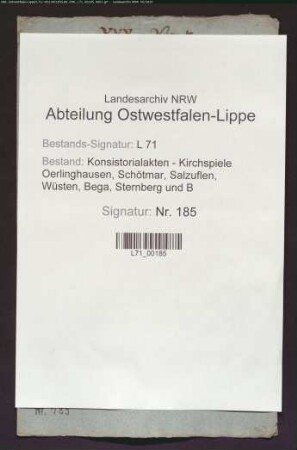 Landesarchiv NRW
Abteilung Ostwestfalen-Lippe
Bestands-Signatur: L 71
Bestand: Konsistorialakten - Kirchspiele
Oerlinghausen, Schötmar, Salzuflen,
Wüsten, Bega, Sternberg und B
Signatur: Nr. 185
L71_00185